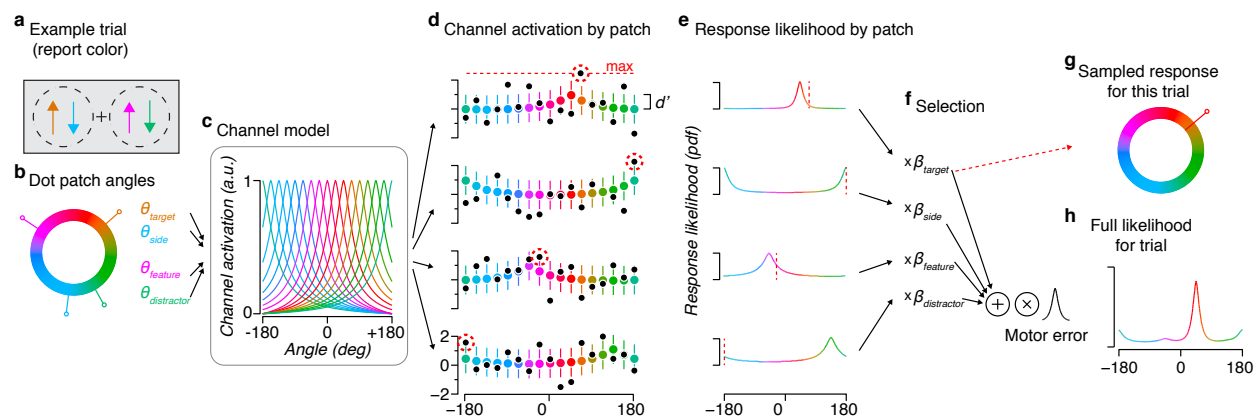 a Example trial
(report color)
b Dot patch angles
θtarget
θside
θfeature
θdistractor
c Channel model
Channel activation (a.u.)
1
0
-180
0
+180
Angle (deg)
d Channel activation by patch
max
d'
2
1
0
−2
−180
0
180
e Response likelihood by patch
Response likelihood (pdf)
−180
0
180
f Selection
x βtarget
x βside
x βfeature
x βdistractor
+
×
Motor error
g Sampled response
for this trial
h Full likelihood
for trial
−180
0
180